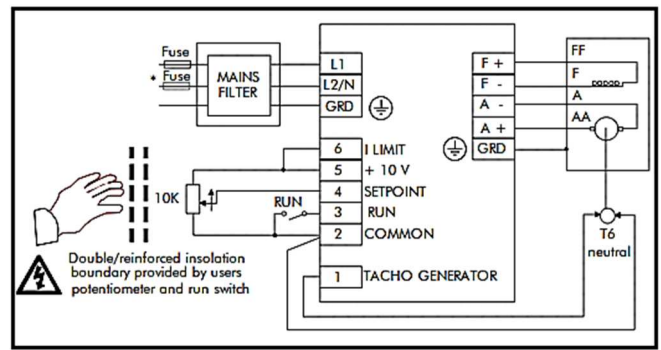 Fuse
* Fuse
MAINS
FILTER
L1
L2/N
GRD
F +
F -
A -
A +
GRD
FF
F
A
AA
6 I LIMIT
5 + 10 V
4 SETPOINT
3 RUN
2 COMMON
1 TACHO GENERATOR
10K
RUN
T6
neutral
Double/reinforced insolation
boundary provided by users
potentiometer and run switch